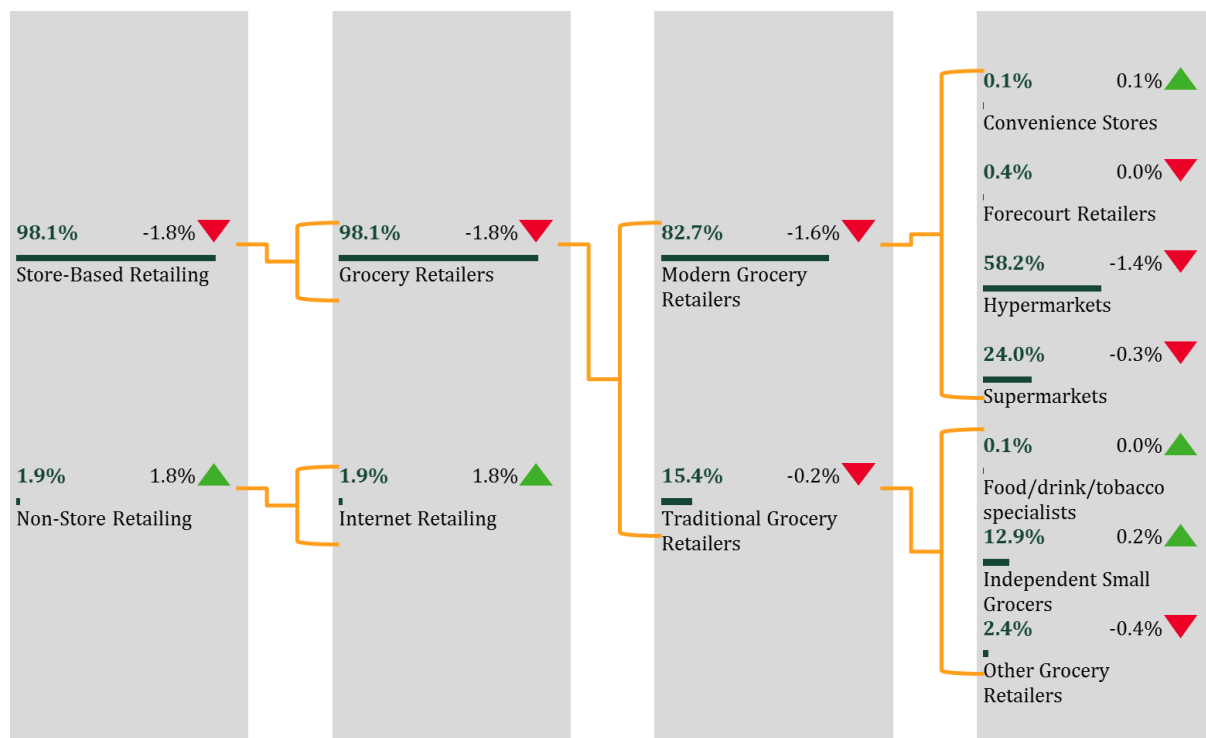 98.1% -1.8%
Store-Based Retailing
1.9% 1.8%
Non-Store Retailing
98.1% -1.8%
Grocery Retailers
1.9% 1.8%
Internet Retailing
82.7% -1.6%
Modern Grocery
Retailers
15.4% -0.2%
Traditional Grocery
Retailers
0.1% 0.1%
Convenience Stores
0.4% 0.0%
Forecourt Retailers
58.2% -1.4%
Hypermarkets
24.0% -0.3%
Supermarkets
0.1% 0.0%
Food/drink/tobacco
specialists
12.9% 0.2%
Independent Small
Grocers
2.4% -0.4%
Other Grocery
Retailers